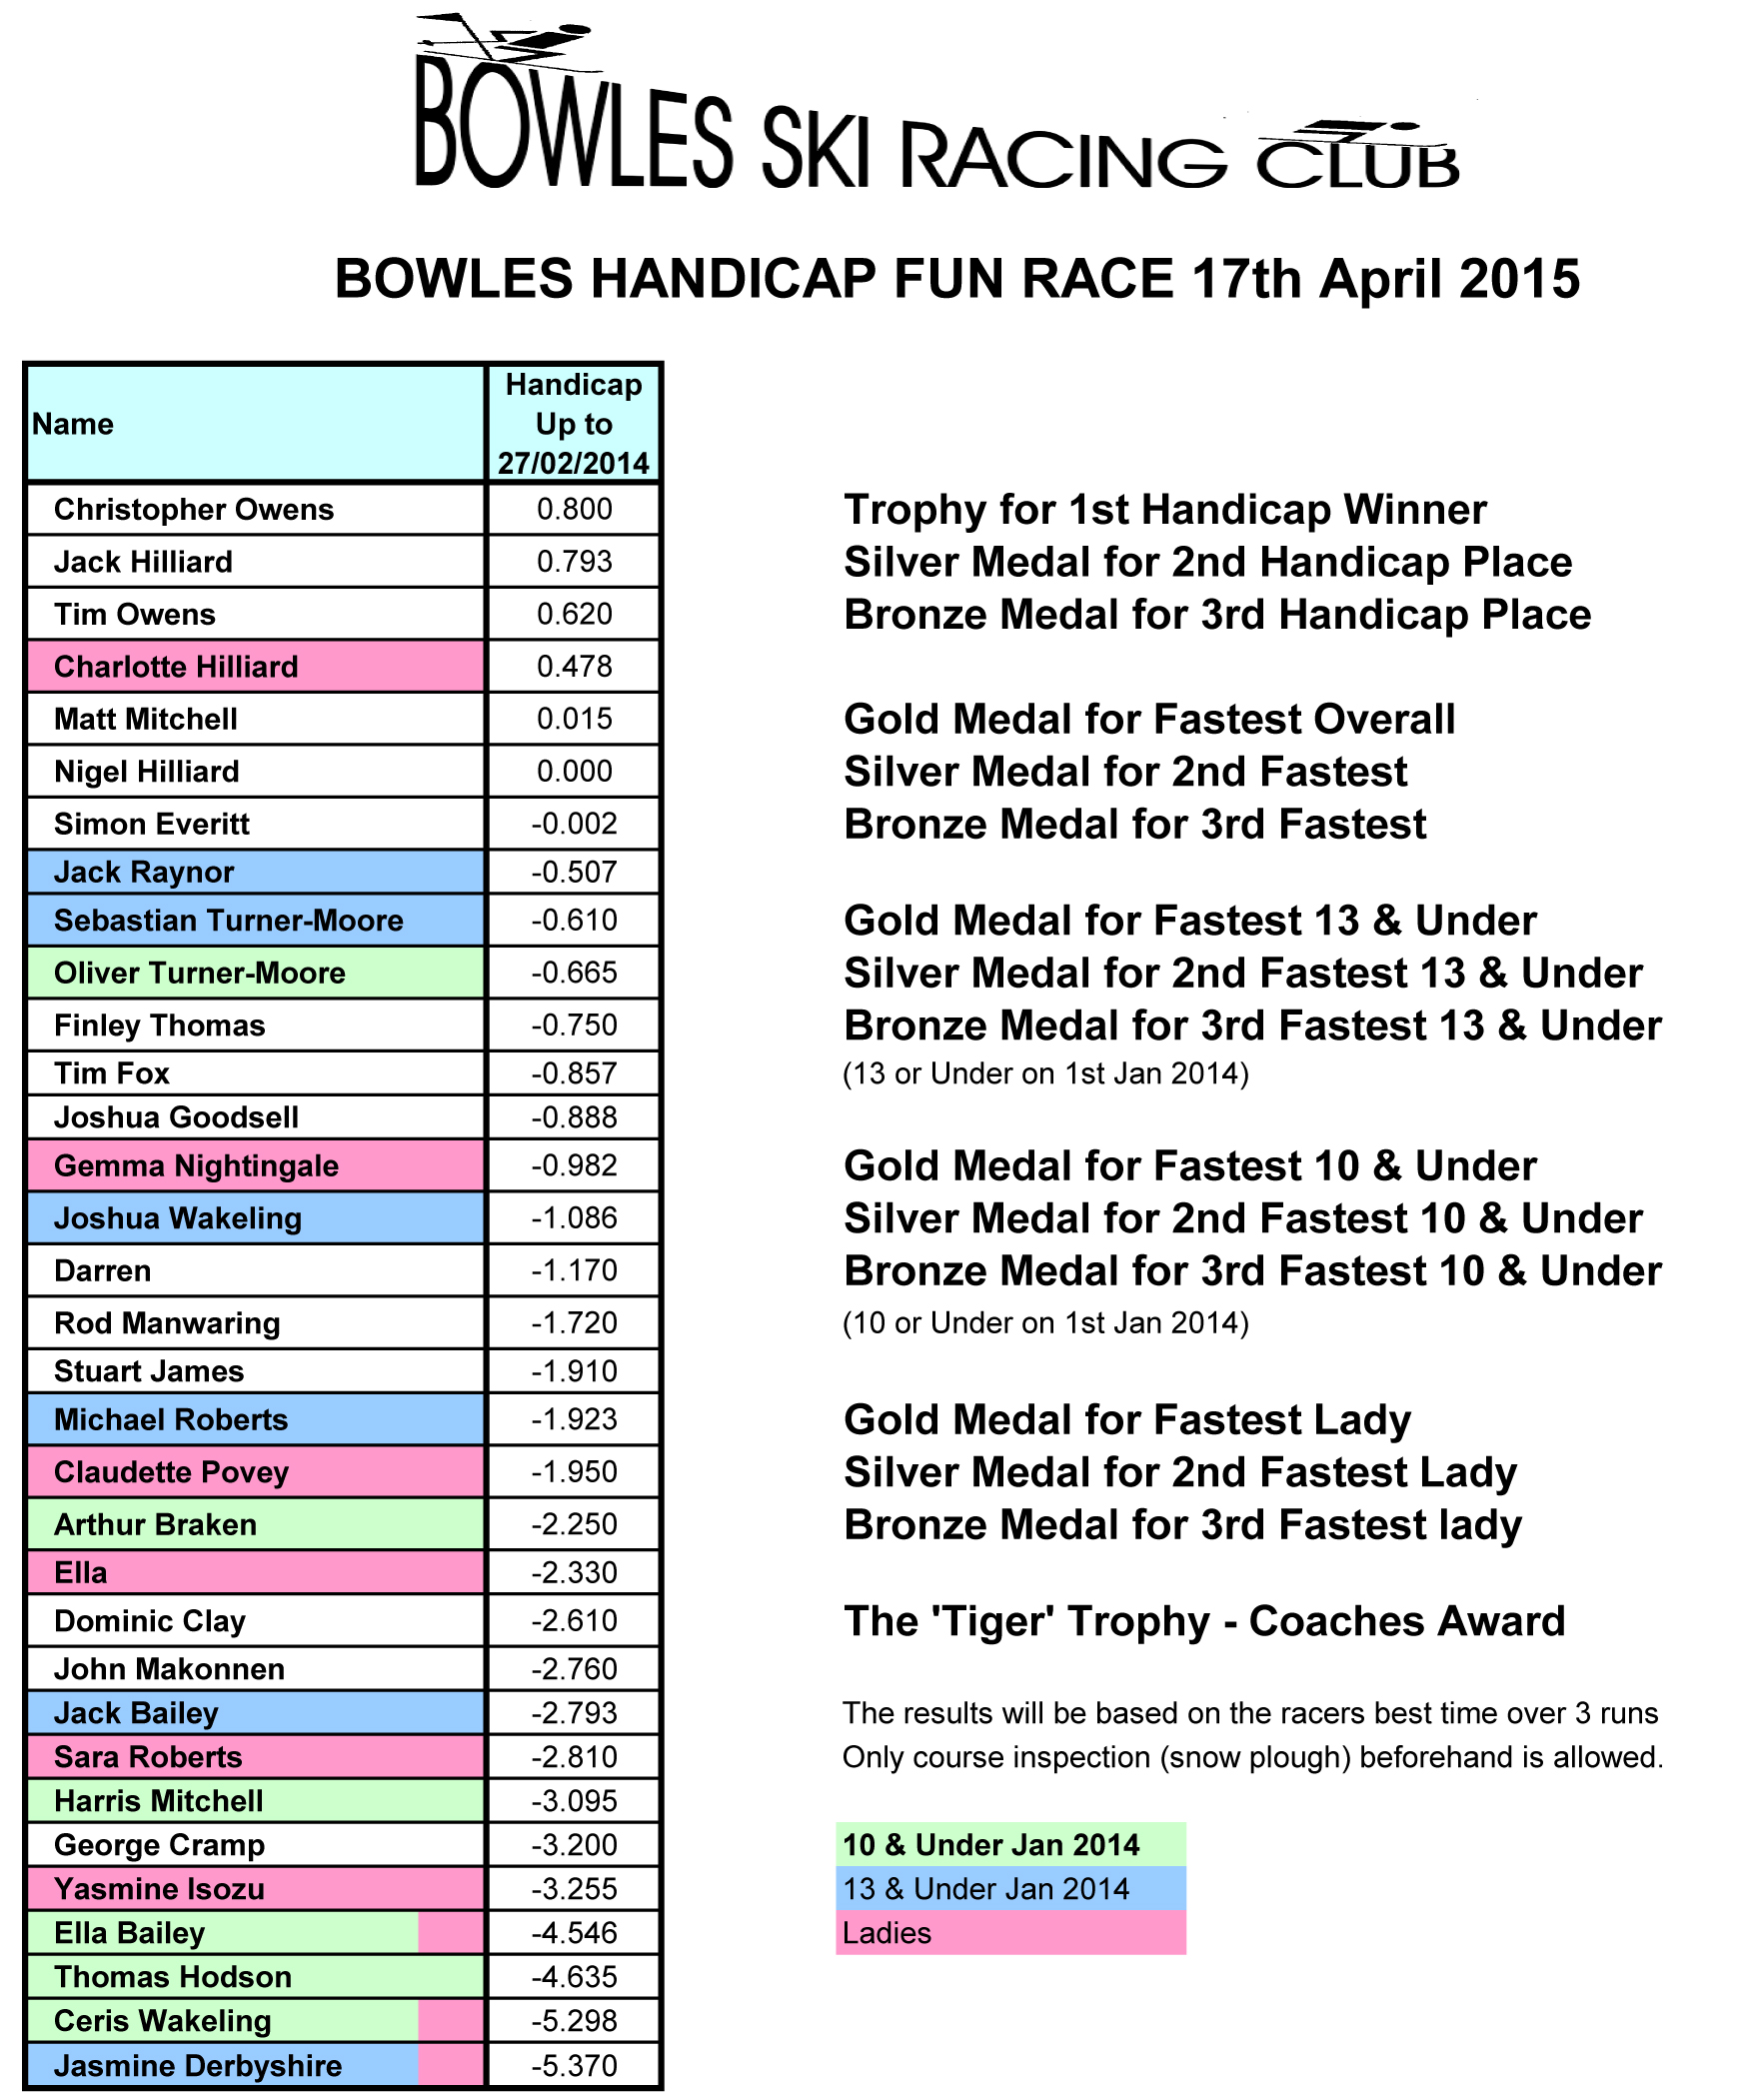 BOWLES SKI RACING CLUB
BOWLES HANDICAP FUN RACE 17th April 2015
Name
Handicap
Up to
27/02/2014
Christopher Owens 0.800
Jack Hilliard 0.793
Tim Owens 0.620
Charlotte Hilliard 0.478
Matt Mitchell 0.015
Nigel Hilliard 0.000
Simon Everitt -0.002
Jack Raynor -0.507
Sebastian Turner-Moore -0.610
Oliver Turner-Moore -0.665
Finley Thomas -0.750
Tim Fox -0.857
Joshua Goodsell -0.888
Gemma Nightingale -0.982
Joshua Wakeling -1.086
Darren -1.170
Rod Manwaring -1.720
Stuart James -1.910
Michael Roberts -1.923
Claudette Povey -1.950
Arthur Braken -2.250
Ella -2.330
Dominic Clay -2.610
John Makonnen -2.760
Jack Bailey -2.793
Sara Roberts -2.810
Harris Mitchell -3.095
George Cramp -3.200
Yasmine Isozu -3.255
Ella Bailey -4.546
Thomas Hodson -4.635
Ceris Wakeling -5.298
Jasmine Derbyshire -5.370
Trophy for 1st Handicap Winner
Silver Medal for 2nd Handicap Place
Bronze Medal for 3rd Handicap Place
Gold Medal for Fastest Overall
Silver Medal for 2nd Fastest
Bronze Medal for 3rd Fastest
Gold Medal for Fastest 13 & Under
Silver Medal for 2nd Fastest 13 & Under
Bronze Medal for 3rd Fastest 13 & Under
(13 or Under on 1st Jan 2014)
Gold Medal for Fastest 10 & Under
Silver Medal for 2nd Fastest 10 & Under
Bronze Medal for 3rd Fastest 10 & Under
(10 or Under on 1st Jan 2014)
Gold Medal for Fastest Lady
Silver Medal for 2nd Fastest Lady
Bronze Medal for 3rd Fastest lady
The 'Tiger' Trophy - Coaches Award
The results will be based on the racers best time over 3 runs
Only course inspection (snow plough) beforehand is allowed.
10 & Under Jan 2014
13 & Under Jan 2014
Ladies